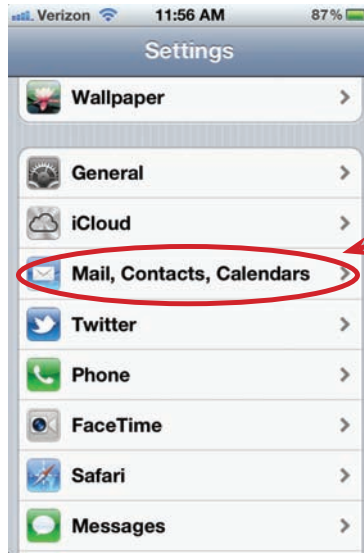 Verizon 11:56 AM 87%
Settings
Wallpaper
General
iCloud
Mail, Contacts, Calendars
Twitter
Phone
FaceTime
Safari
Messages